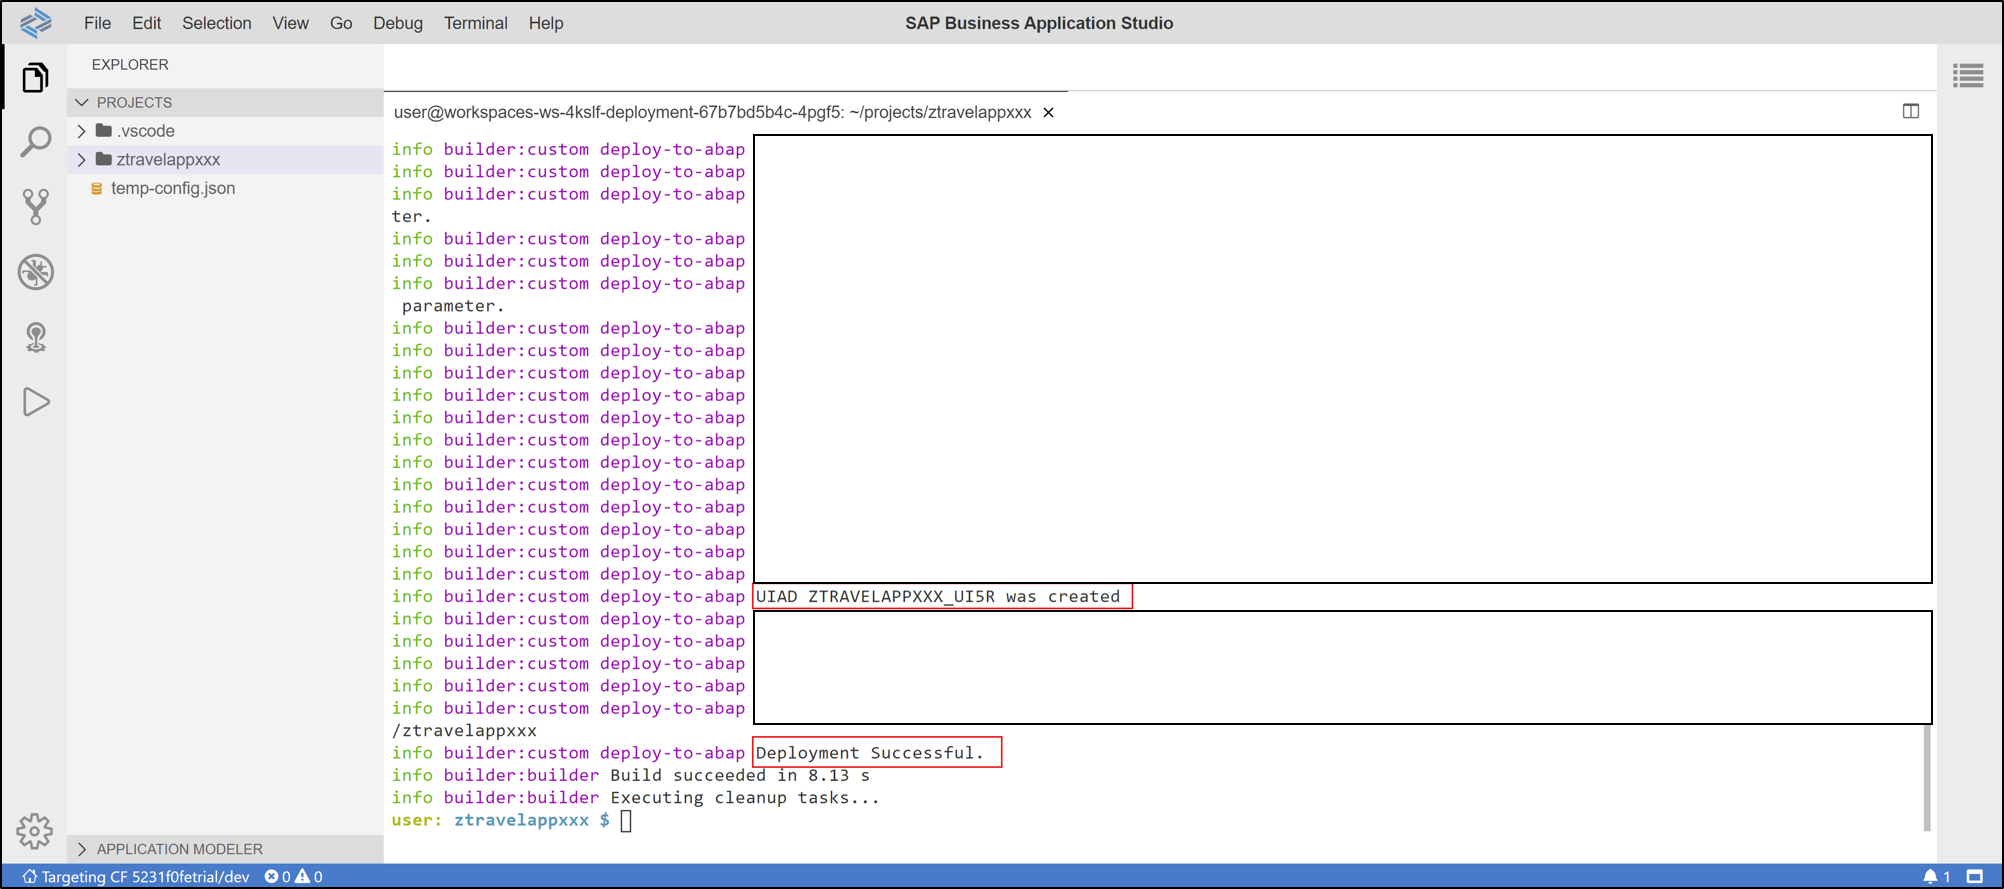 File Edit Selection View Go Debug Terminal Help
SAP Business Application Studio
EXPLORER
PROJECTS
.vscode
ztravelappxxx
temp-config.json
user@workspaces-ws-4kslf-deployment-67b7bd5b4c-4pgf5: ~/projects/ztravelappxxx
info builder:custom deploy-to-abap
info builder:custom deploy-to-abap
info builder:custom deploy-to-abap
ter.
info builder:custom deploy-to-abap
info builder:custom deploy-to-abap
info builder:custom deploy-to-abap
parameter.
info builder:custom deploy-to-abap
info builder:custom deploy-to-abap
info builder:custom deploy-to-abap
info builder:custom deploy-to-abap
info builder:custom deploy-to-abap
info builder:custom deploy-to-abap
info builder:custom deploy-to-abap
info builder:custom deploy-to-abap
info builder:custom deploy-to-abap
info builder:custom deploy-to-abap
info builder:custom deploy-to-abap
info builder:custom deploy-to-abap
info builder:custom deploy-to-abap UIAD ZTRAVELAPPXXX_UI5R was created
info builder:custom deploy-to-abap
info builder:custom deploy-to-abap
info builder:custom deploy-to-abap
info builder:custom deploy-to-abap
info builder:custom deploy-to-abap
/ztravelappxxx
info builder:custom deploy-to-abap Deployment Successful.
info builder:builder Build succeeded in 8.13 s
info builder:builder Executing cleanup tasks...
user: ztravelappxxx $
APPLICATION MODELER
Targeting CF 5231f0fetrial/dev 0 0
1